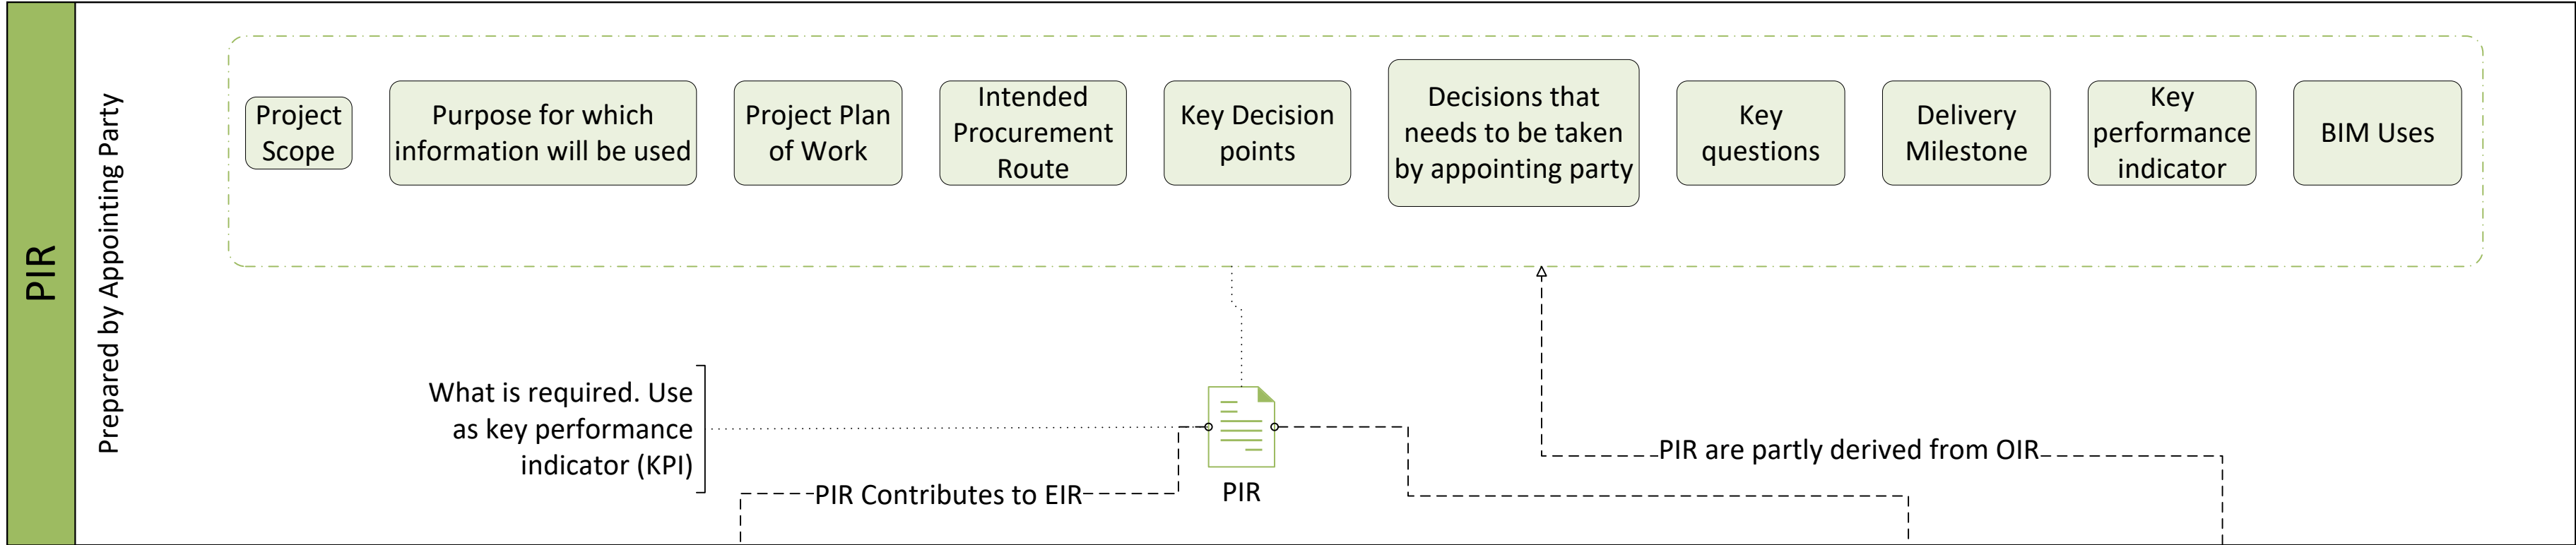 PIR
Prepared by Appointing Party
Project
Scope
Purpose for which
information will be used
Project Plan
of Work
Intended
Procurement
Route
Key Decision
points
Decisions that
needs to be taken
by appointing party
Key
questions
Delivery
Milestone
Key
performance
indicator
BIM Uses
What is required. Use
as key performance
indicator (KPI)
PIR Contributes to EIR
PIR
PIR are partly derived from OIR